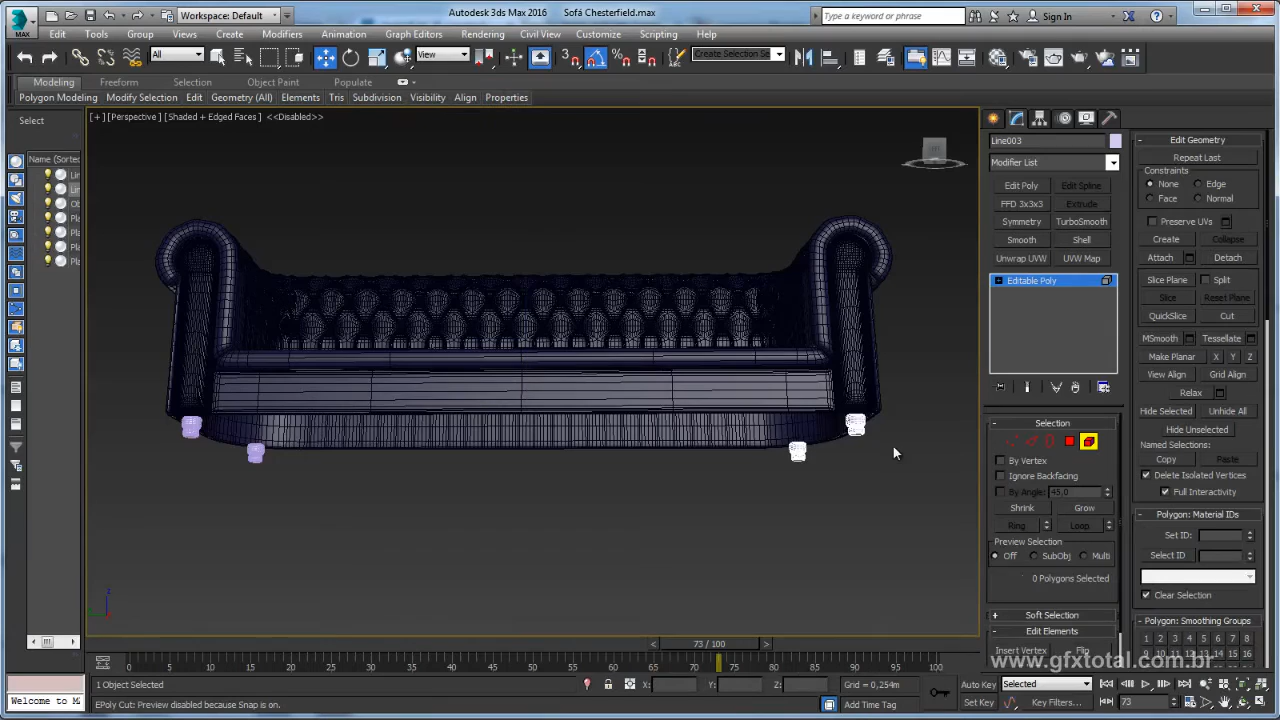 Workspace: Default
Autodesk 3ds Max 2016
Sofá Chesterfield.max
Type a keyword or phrase
Sign In
MAX
Edit
Tools
Group
Views
Create
Modifiers
Animation
Graph Editors
Rendering
Civil View
Customize
Scripting
Help
All
View
Create Selection Se
Modeling
Freeform
Selection
Object Paint
Populate
Polygon Modeling
Modify Selection
Edit
Geometry (All)
Elements
Tris
Subdivision
Visibility
Align
Properties
Select
Name (Sorted
[+] [Perspective] [Shaded + Edged Faces] <<Disabled>>
Line003
Modifier List
Edit Poly
Edit Spline
FFD 3x3x3
Extrude
Symmetry
TurboSmooth
Smooth
Shell
Unwrap UVW
UVW Map
Editable Poly
Selection
By Vertex
Ignore Backfacing
By Angle: 45.0
Shrink
Grow
Ring
Loop
Preview Selection
Off
SubObj
Multi
0 Polygons Selected
Soft Selection
Edit Elements
Insert Vertex
Flip
Edit Geometry
Repeat Last
Constraints
None
Edge
Face
Normal
Preserve UVs
Create
Collapse
Attach
Detach
Slice Plane
Split
Slice
Reset Plane
QuickSlice
Cut
MSmooth
Tessellate
Make Planar
X
Y
Z
View Align
Grid Align
Relax
Hide Selected
Unhide All
Hide Unselected
Named Selections:
Copy
Paste
Delete Isolated Vertices
Full Interactivity
Polygon: Material IDs
Set ID:
Select ID
Clear Selection
Polygon: Smoothing Groups
1 2 3 4 5 6 7 8
www.gfxtotal.com.br
73 / 100
0 5 10 15 20 25 30 35 40 45 50 55 60 65 70 75 80 85 90 95 100
1 Object Selected
X:
Y:
Z:
Grid = 0,254m
Auto Key
Selected
Welcome to M
EPoly Cut: Preview disabled because Snap is on.
Add Time Tag
Set Key
Key Filters...
73